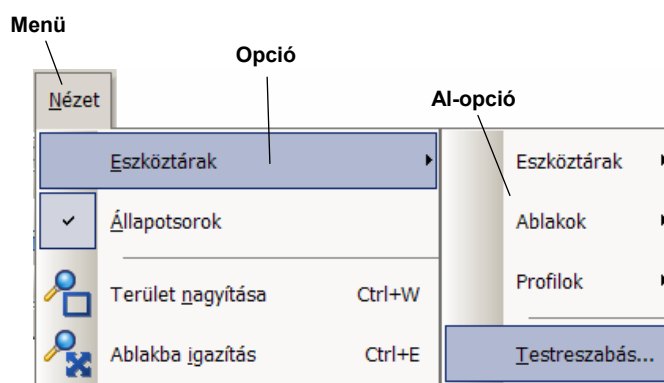 Menü
Opció
Al-opció
Nézet
Eszköztárak
Állapotsorok
Terület nagyítása Ctrl+W
Ablakba igazítás Ctrl+E
Eszköztárak
Ablakok
Profilok
Testreszabás...